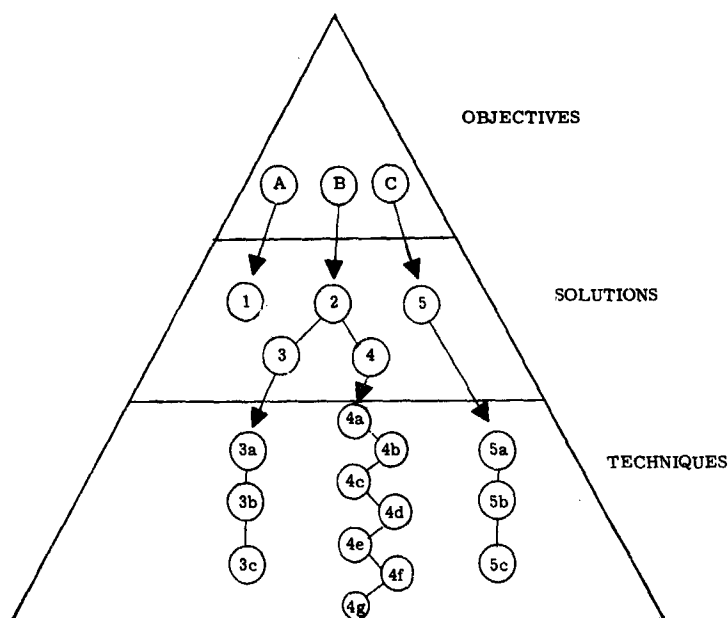 OBJECTIVES
A B C
SOLUTIONS
1 2 5
3 4
4a
3a 4b 5a
TECHNIQUES
4c
3b 5b
4d
4e
3c 4f 5c
4g